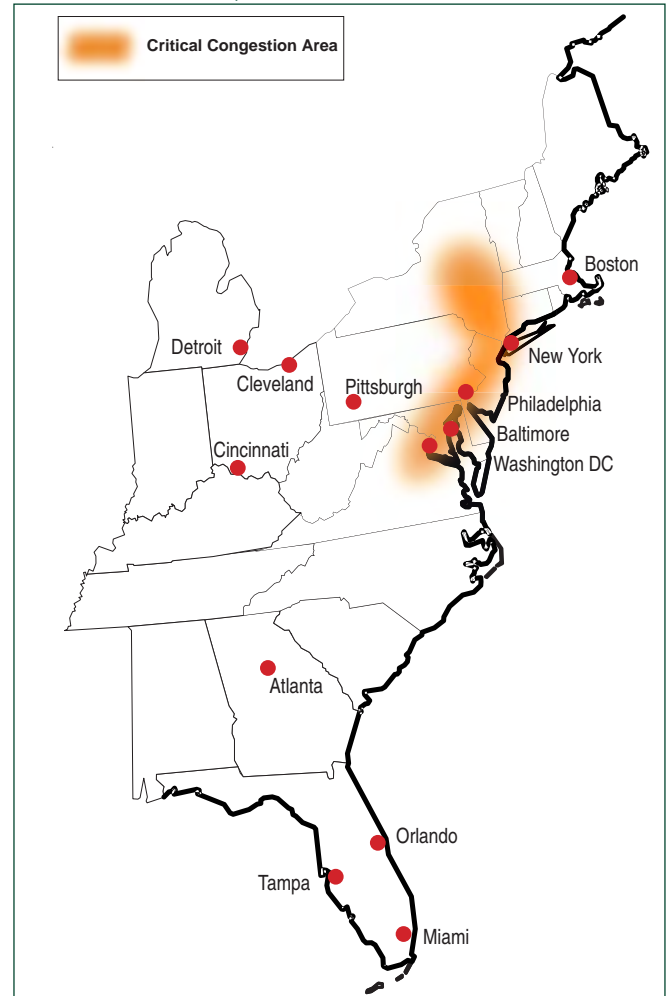 Critical Congestion Area
Boston
Detroit
New York
Cleveland
Pittsburgh
Philadelphia
Baltimore
Cincinnati
Washington DC
Atlanta
Orlando
Tampa
Miami